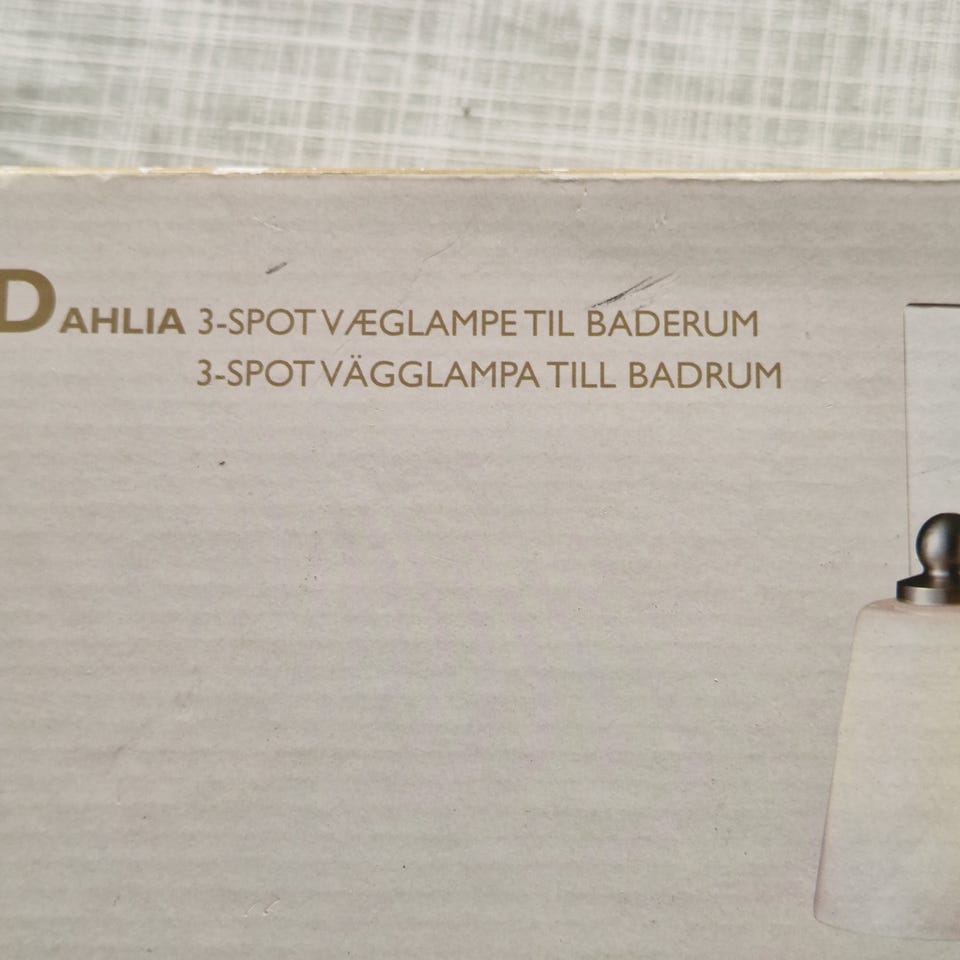 DAHLIA 3-SPOT VÆGLAMPE TIL BADERUM
3-SPOT VÄGGLAMPA TILL BADRUM